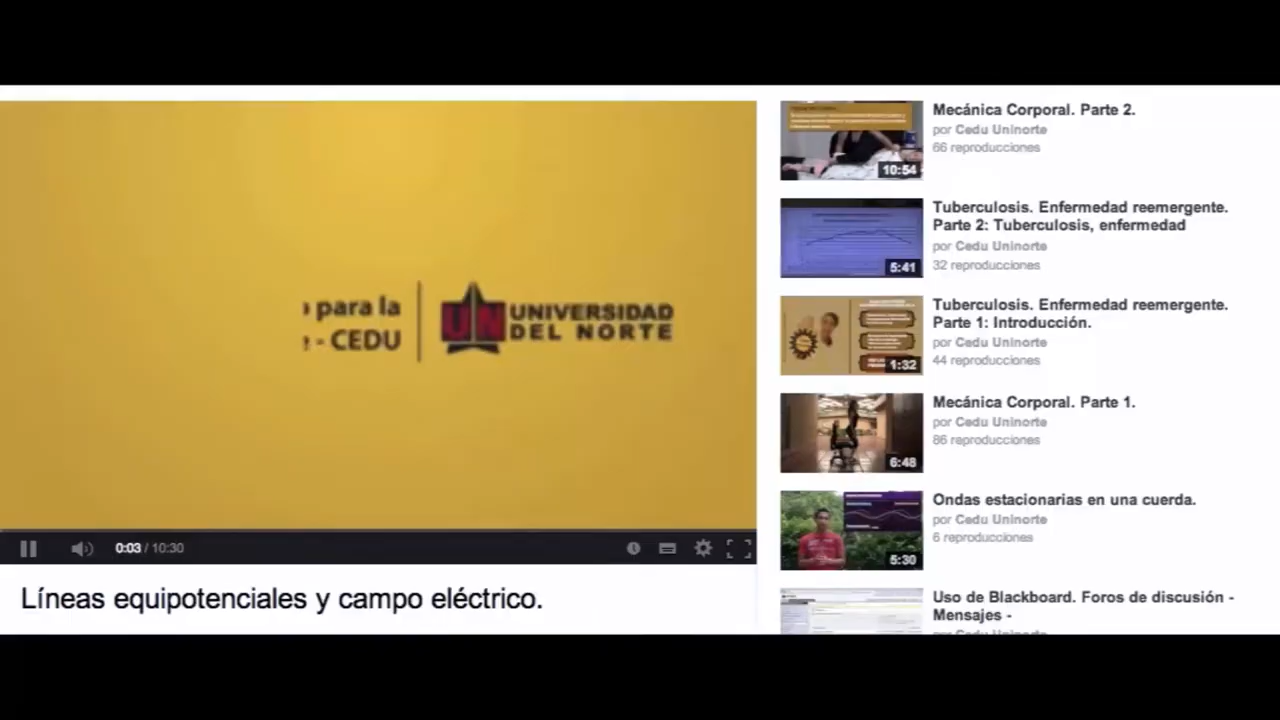 para la
- CEDU
UN UNIVERSIDAD
DEL NORTE
0:03 / 10:30
Líneas equipotenciales y campo eléctrico.
10:54
Mecánica Corporal. Parte 2.
por Cedu Uninorte
66 reproducciones
5:41
Tuberculosis. Enfermedad reemergente.
Parte 2: Tuberculosis, enfermedad
por Cedu Uninorte
32 reproducciones
1:32
Tuberculosis. Enfermedad reemergente.
Parte 1: Introducción.
por Cedu Uninorte
44 reproducciones
6:48
Mecánica Corporal. Parte 1.
por Cedu Uninorte
86 reproducciones
5:30
Ondas estacionarias en una cuerda.
por Cedu Uninorte
6 reproducciones
Uso de Blackboard. Foros de discusión -
Mensajes -
por Cedu Uninorte